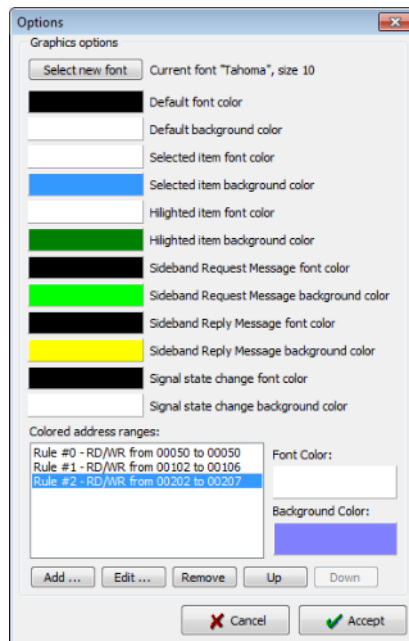 Options
Graphics options
Select new font Current font "Tahoma", size 10
Default font color
Default background color
Selected item font color
Selected item background color
Hilighted item font color
Hilighted item background color
Sideband Request Message font color
Sideband Request Message background color
Sideband Reply Message font color
Sideband Reply Message background color
Signal state change font color
Signal state change background color
Colored address ranges:
Rule #0 - RD/WR from 00050 to 00050
Rule #1 - RD/WR from 00102 to 00106
Rule #2 - RD/WR from 00202 to 00207
Font Color:
Background Color:
Add ... Edit ... Remove Up Down
Cancel Accept